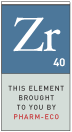 Zr
40
THIS ELEMENT
BROUGHT
TO YOU BY
PHARM-ECO